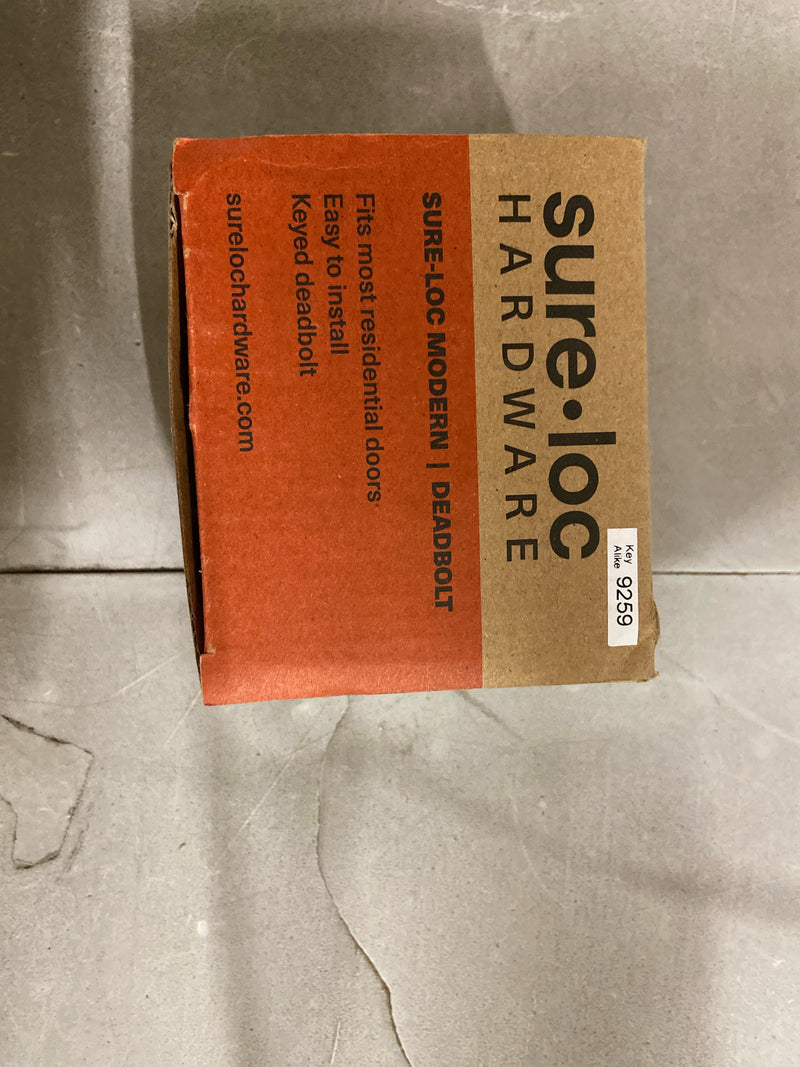 sure•loc
HARDWARE
Key
Alike
9259
SURE-LOC MODERN | DEADBOLT
Fits most residential doors
Easy to install
Keyed deadbolt
surelochardware.com